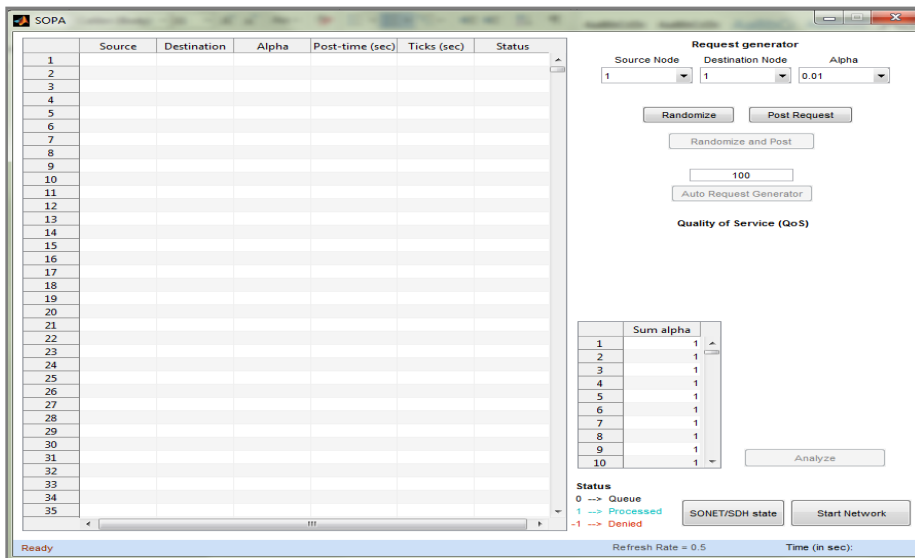 SOPA
Source Destination Alpha Post-time (sec) Ticks (sec) Status
1
2
3
4
5
6
7
8
9
10
11
12
13
14
15
16
17
18
19
20
21
22
23
24
25
26
27
28
29
30
31
32
33
34
35
Request generator
Source Node Destination Node Alpha
1 1 0.01
Randomize Post Request
Randomize and Post
100
Auto Request Generator
Quality of Service (QoS)
Sum alpha
1 1
2 1
3 1
4 1
5 1
6 1
7 1
8 1
9 1
10 1
Analyze
Status
0 --> Queue
1 --> Processed
-1 --> Denied
SONET/SDH state Start Network
Ready Refresh Rate = 0.5 Time (in sec):